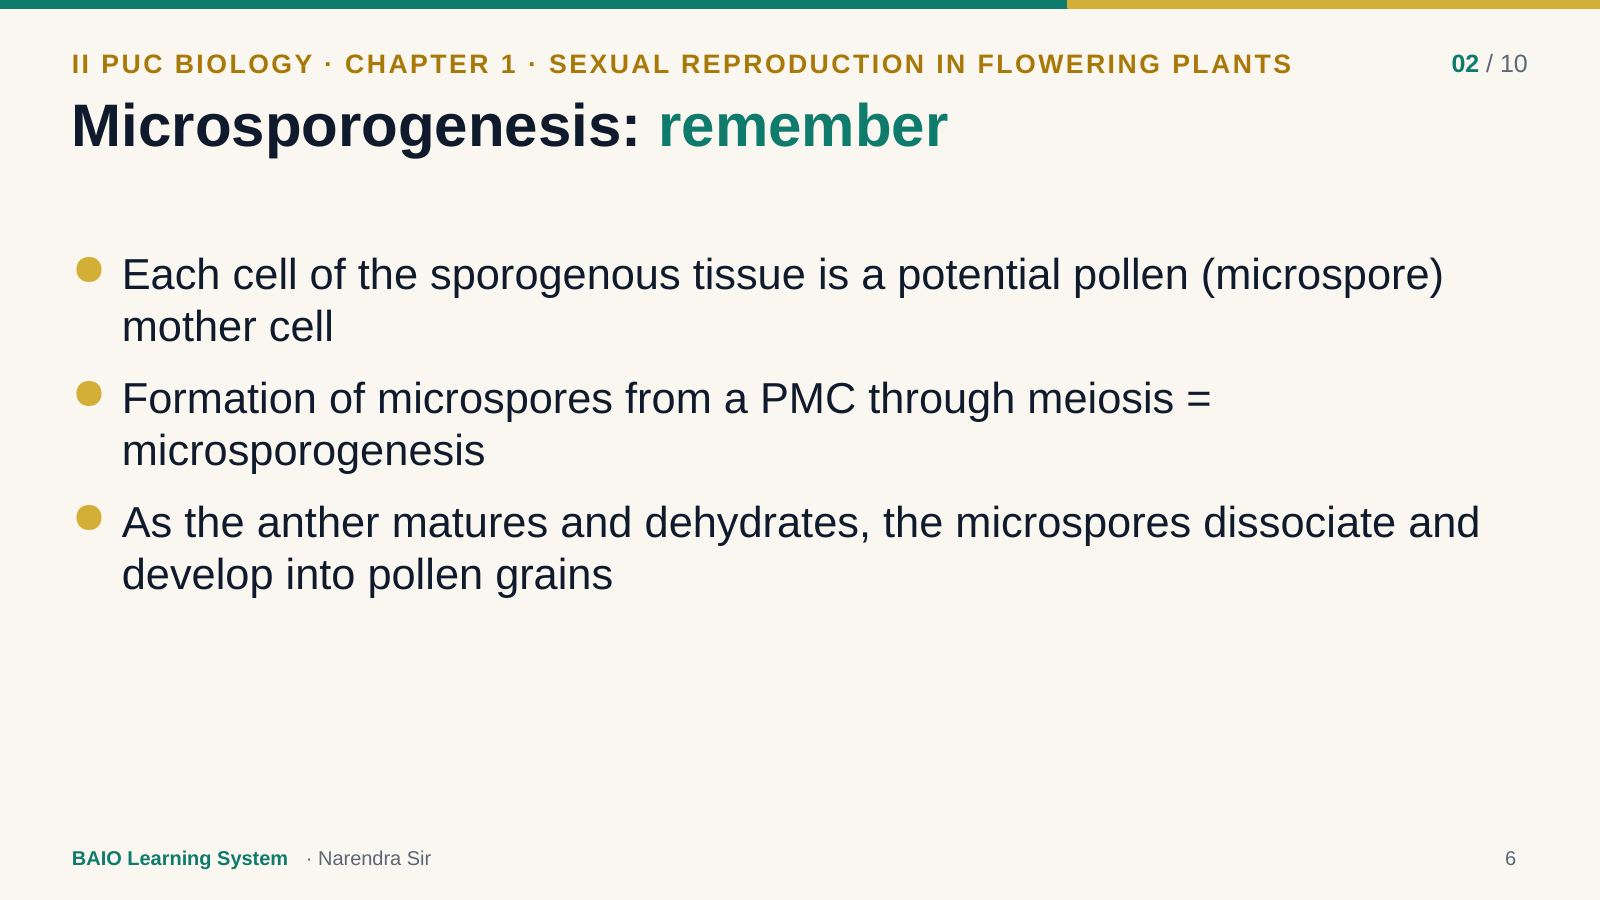 II PUC BIOLOGY · CHAPTER 1 · SEXUAL REPRODUCTION IN FLOWERING PLANTS
02 / 10
Microsporogenesis: remember
Each cell of the sporogenous tissue is a potential pollen (microspore)
mother cell
Formation of microspores from a PMC through meiosis =
microsporogenesis
As the anther matures and dehydrates, the microspores dissociate and
develop into pollen grains
BAIO Learning System · Narendra Sir
6